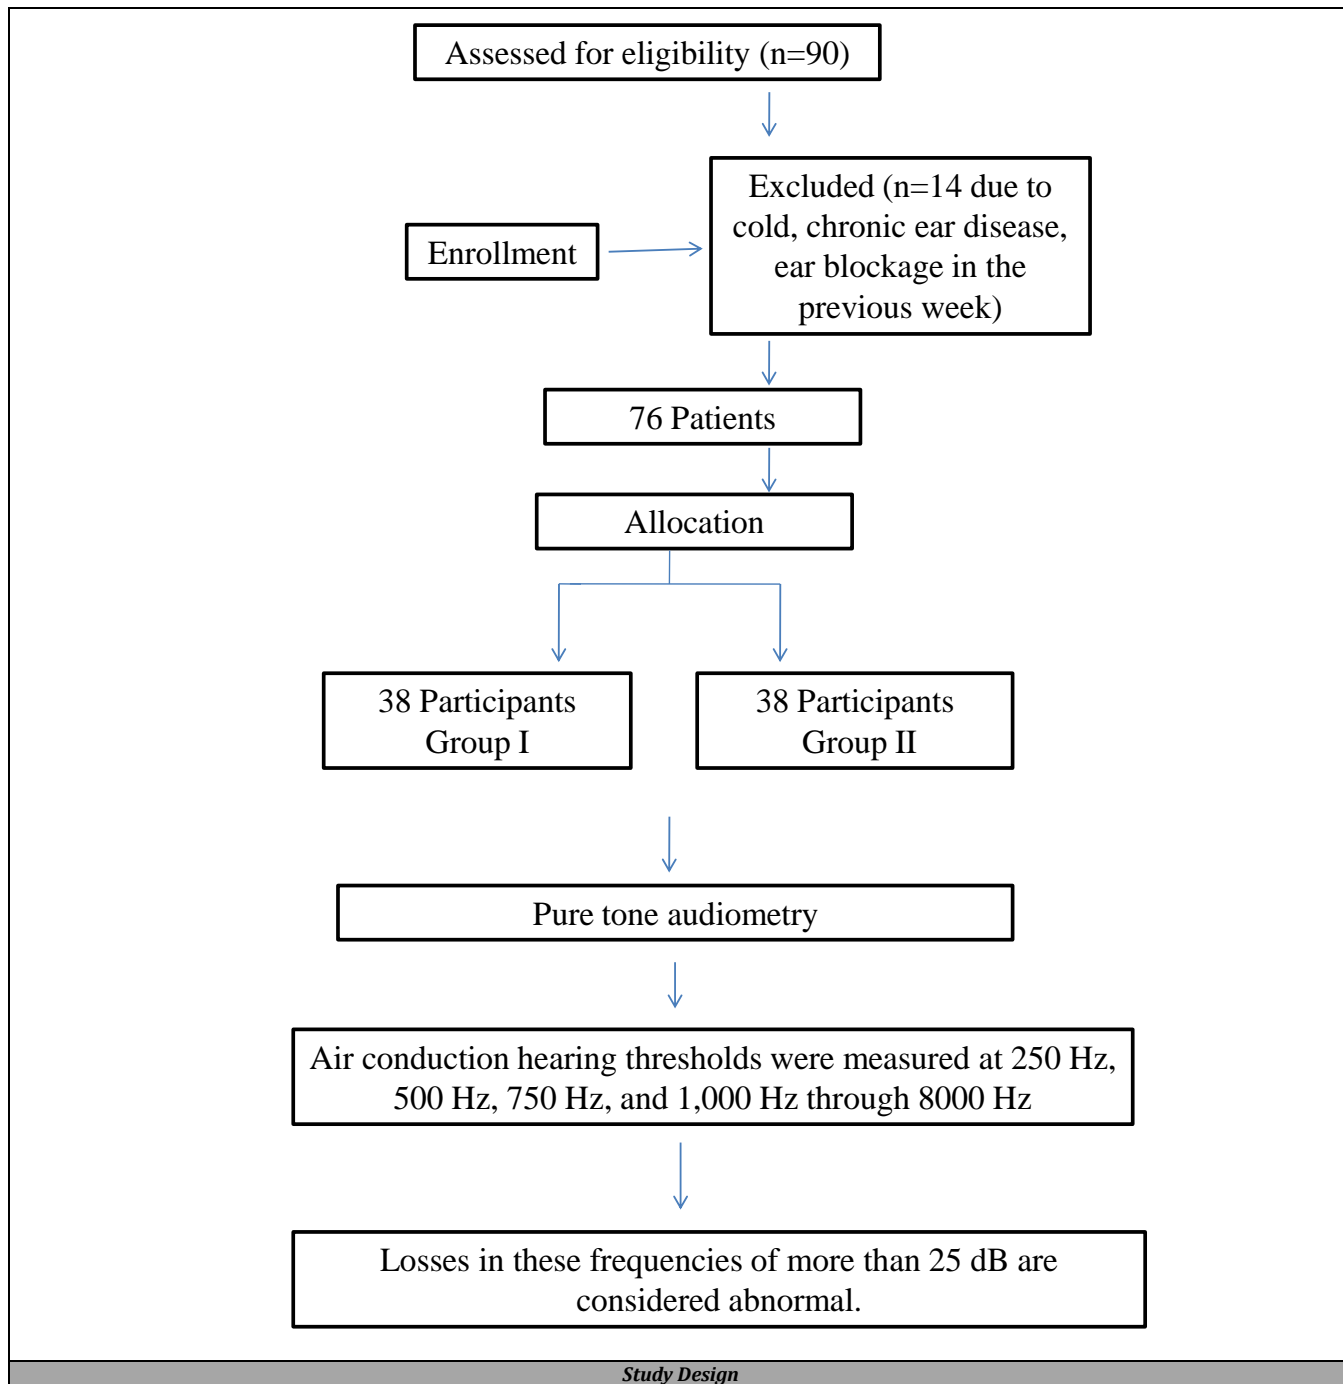 Assessed for eligibility (n=90)
Excluded (n=14 due to
cold, chronic ear disease,
ear blockage in the
previous week)
Enrollment
76 Patients
Allocation
38 Participants
Group I
38 Participants
Group II
Pure tone audiometry
Air conduction hearing thresholds were measured at 250 Hz,
500 Hz, 750 Hz, and 1,000 Hz through 8000 Hz
Losses in these frequencies of more than 25 dB are
considered abnormal.
Study Design